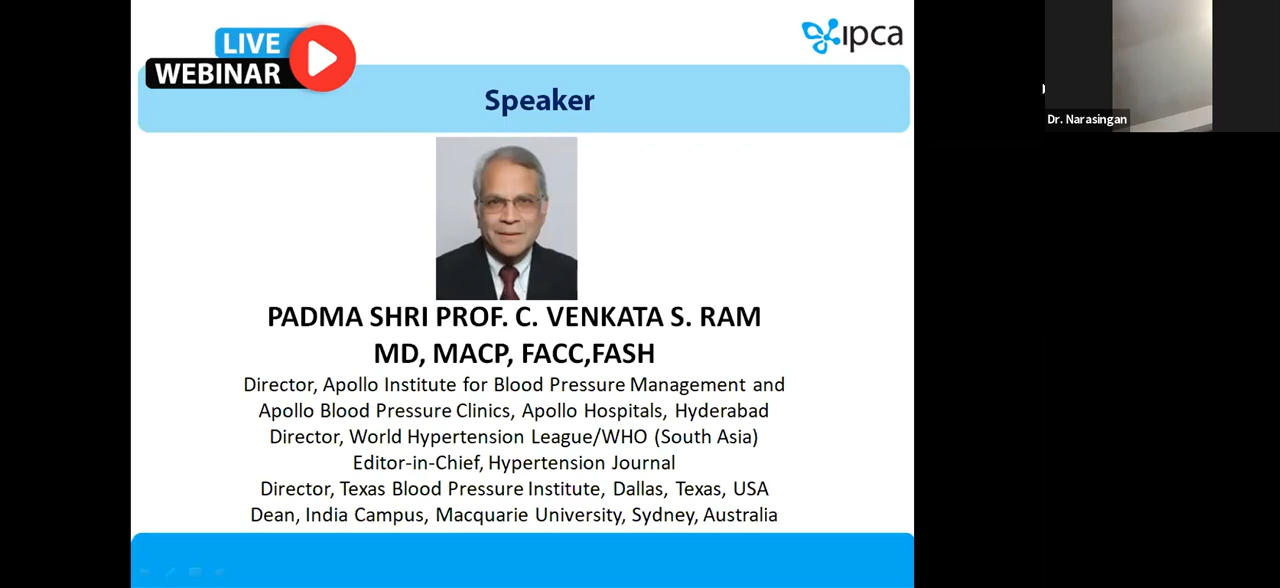 LIVE
WEBINAR
ipca
Speaker
PADMA SHRI PROF. C. VENKATA S. RAM
MD, MACP, FACC,FASH
Director, Apollo Institute for Blood Pressure Management and
Apollo Blood Pressure Clinics, Apollo Hospitals, Hyderabad
Director, World Hypertension League/WHO (South Asia)
Editor-in-Chief, Hypertension Journal
Director, Texas Blood Pressure Institute, Dallas, Texas, USA
Dean, India Campus, Macquarie University, Sydney, Australia
Dr. Narasingan